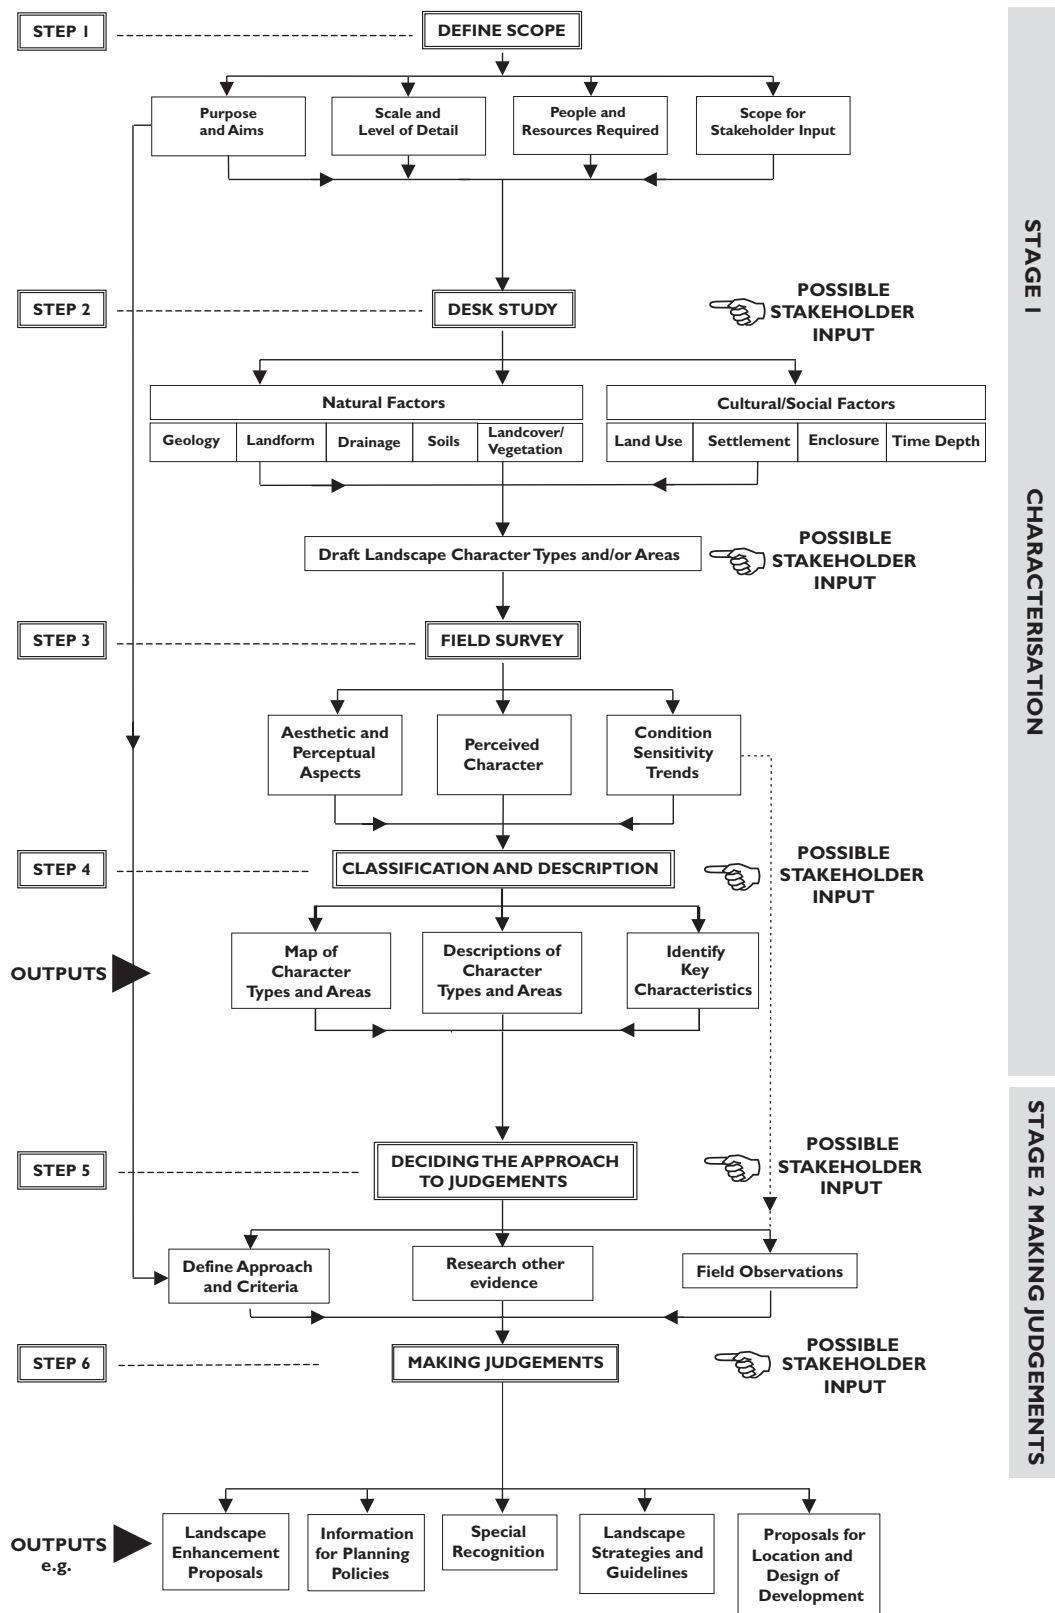 STEP 1
DEFINE SCOPE
Purpose
and Aims
Scale and
Level of Detail
People and
Resources Required
Scope for
Stakeholder Input
STEP 2
DESK STUDY
POSSIBLE
STAKEHOLDER
INPUT
Natural Factors
Geology
Landform
Drainage
Soils
Landcover/
Vegetation
Cultural/Social Factors
Land Use
Settlement
Enclosure
Time Depth
Draft Landscape Character Types and/or Areas
POSSIBLE
STAKEHOLDER
INPUT
STEP 3
FIELD SURVEY
Aesthetic and
Perceptual
Aspects
Perceived
Character
Condition
Sensitivity
Trends
STEP 4
CLASSIFICATION AND DESCRIPTION
POSSIBLE
STAKEHOLDER
INPUT
OUTPUTS
Map of
Character
Types and Areas
Descriptions of
Character
Types and Areas
Identify
Key
Characteristics
STAGE 1
CHARACTERISATION
STEP 5
DECIDING THE APPROACH
TO JUDGEMENTS
POSSIBLE
STAKEHOLDER
INPUT
Define Approach
and Criteria
Research other
evidence
Field Observations
STEP 6
MAKING JUDGEMENTS
POSSIBLE
STAKEHOLDER
INPUT
OUTPUTS
e.g.
Landscape
Enhancement
Proposals
Information
for Planning
Policies
Special
Recognition
Landscape
Strategies and
Guidelines
Proposals for
Location and
Design of
Development
STAGE 2 MAKING JUDGEMENTS